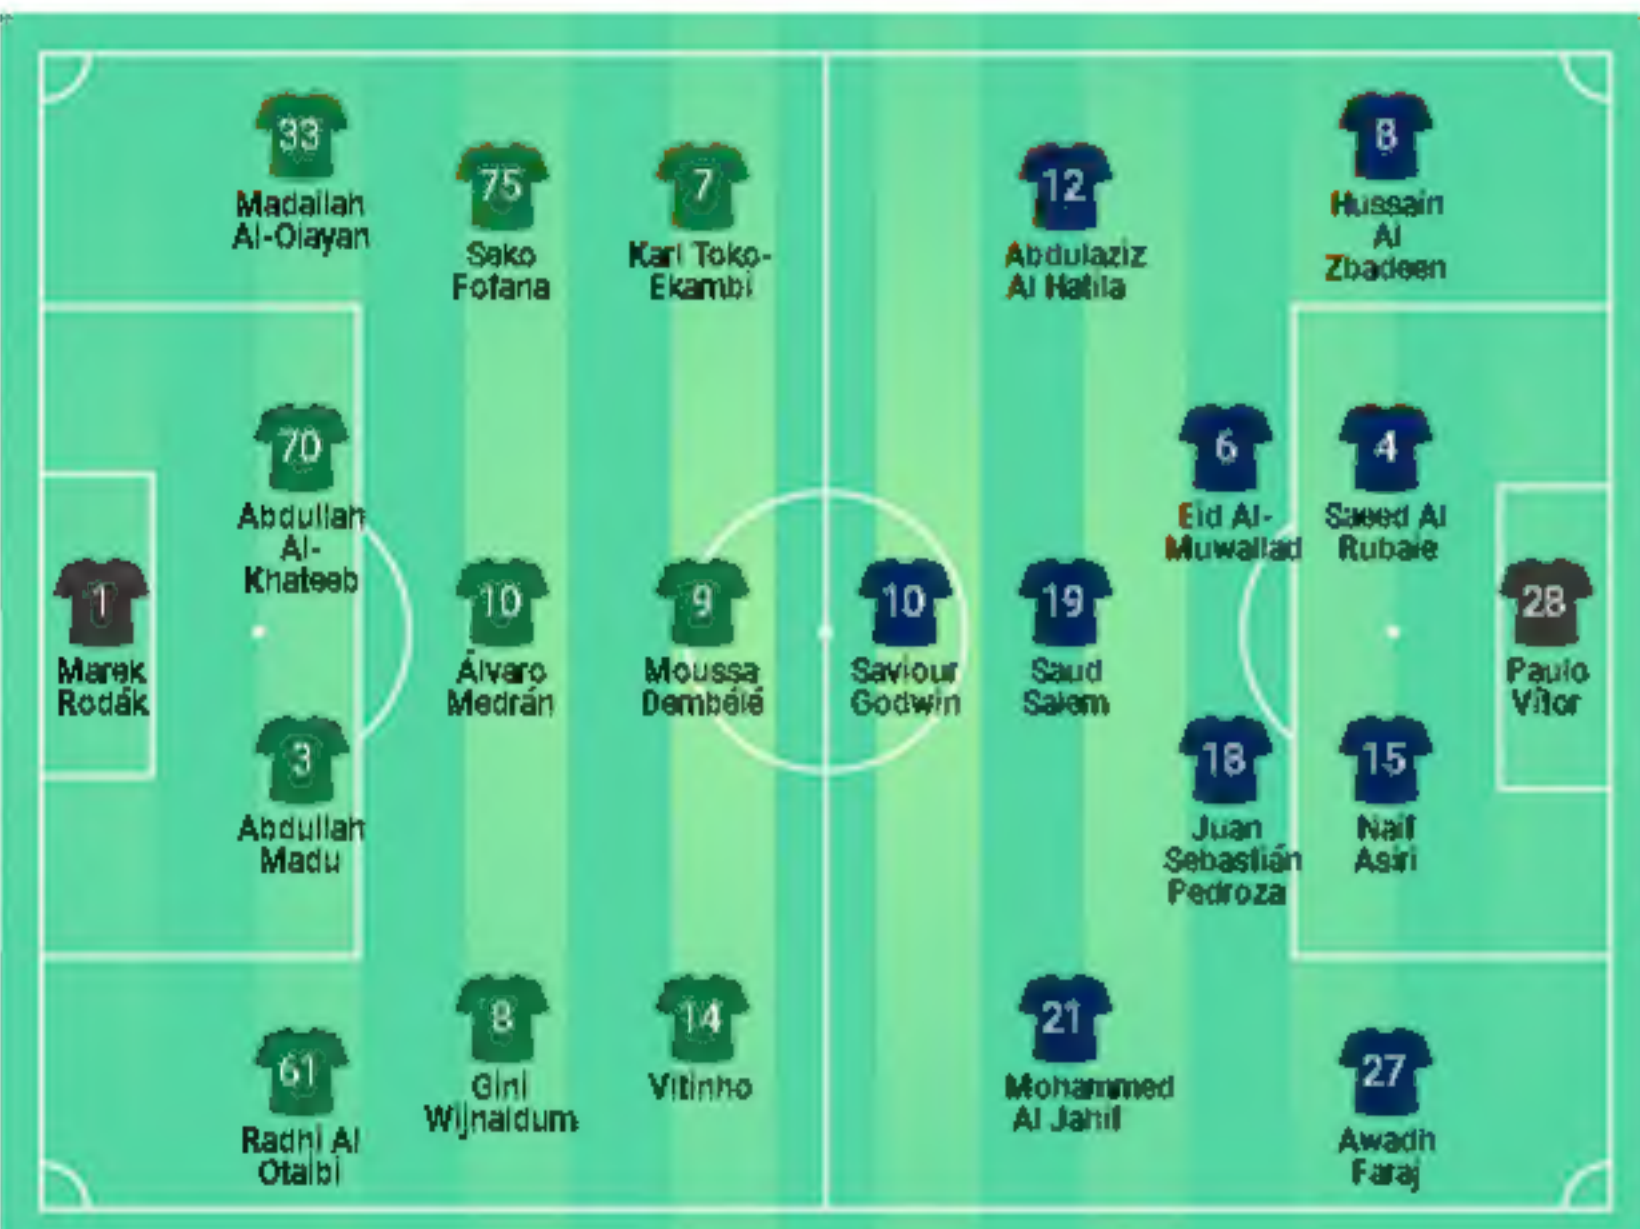 33
Madallah
Al-Olayan
75
Seko
Fofana
7
Karl Toko-
Ekambi
12
Abdulaziz
Al Hatila
8
Hussain
Al
Zbadeen
70
Abdullah
Al-
Khateeb
6
Eid Al-
Muwallad
4
Saeed Al
Rubaie
1
Marek
Rodák
10
Álvaro
Medrán
9
Moussa
Dembélé
10
Saviour
Godwin
19
Saud
Salem
28
Paulo
Vítor
3
Abdullah
Madu
18
Juan
Sebastián
Pedroza
15
Naif
Asiri
61
Radhi Al
Otaibi
8
Gini
Wijnaldum
14
Vitinho
21
Mohammed
Al Jahif
27
Awadh
Faraj